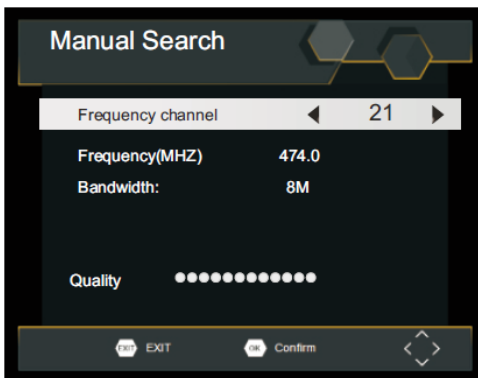 Manual Search
Frequency channel 21
Frequency(MHZ) 474.0
Bandwidth: 8M
Quality
EXIT EXIT OK Confirm